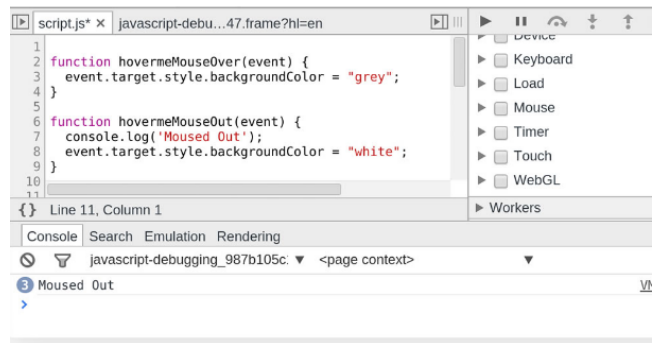 script.js* ×
javascript-debu...47.frame?hl=en
1
2 function hovermeMouseOver(event) {
3 event.target.style.backgroundColor = "grey";
4 }
5
6 function hovermeMouseOut(event) {
7 console.log('Moused Out');
8 event.target.style.backgroundColor = "white";
9 }
10
11
{} Line 11, Column 1
Device
Keyboard
Load
Mouse
Timer
Touch
WebGL
Workers
Console Search Emulation Rendering
javascript-debugging_987b105c: ▼ <page context> ▼
3 Moused Out VM
>